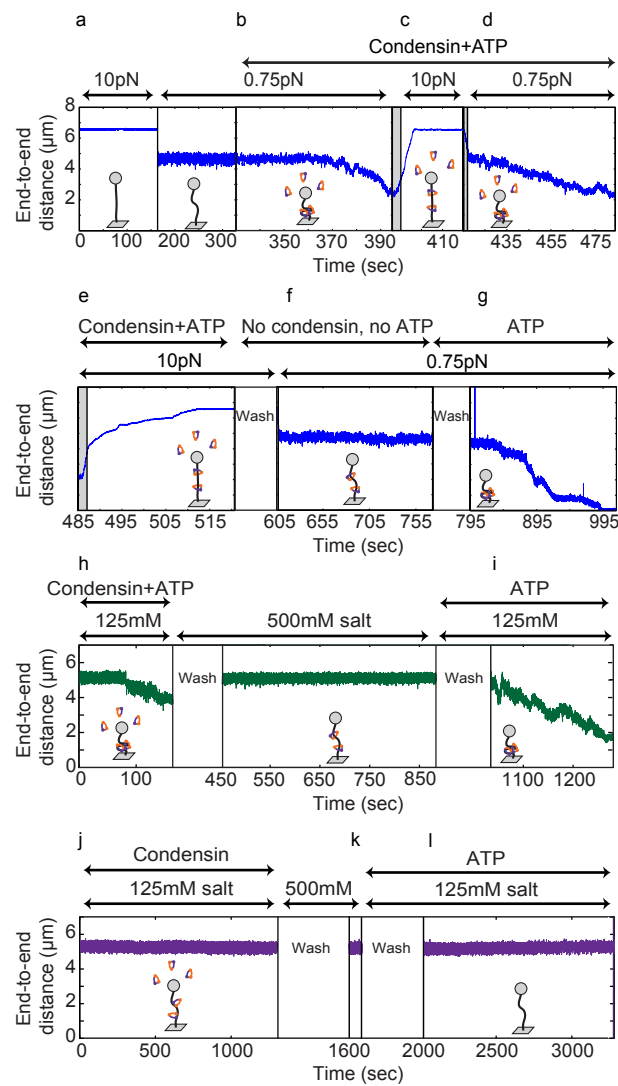 a b c d
Condensin+ATP
10pN 0.75pN 10pN 0.75pN
End-to-end
distance (µm)
8
6
4
2
0 100 200 300 350 370 390 410 435 455 475
Time (sec)
e f g
Condensin+ATP No condensin, no ATP ATP
10pN 0.75pN
End-to-end
distance (µm)
Wash Wash
485 495 505 515 605 655 705 755 795 895 995
Time (sec)
h i
Condensin+ATP ATP
125mM 500mM salt 125mM
End-to-end
distance (µm)
6
4
2
0
Wash Wash
0 100 450 550 650 750 850 1100 1200
Time (sec)
j k l
Condensin ATP
125mM salt 500mM 125mM salt
End-to-end
distance (µm)
6
4
2
0
Wash Wash
0 500 1000 1600 2000 2500 3000
Time (sec)